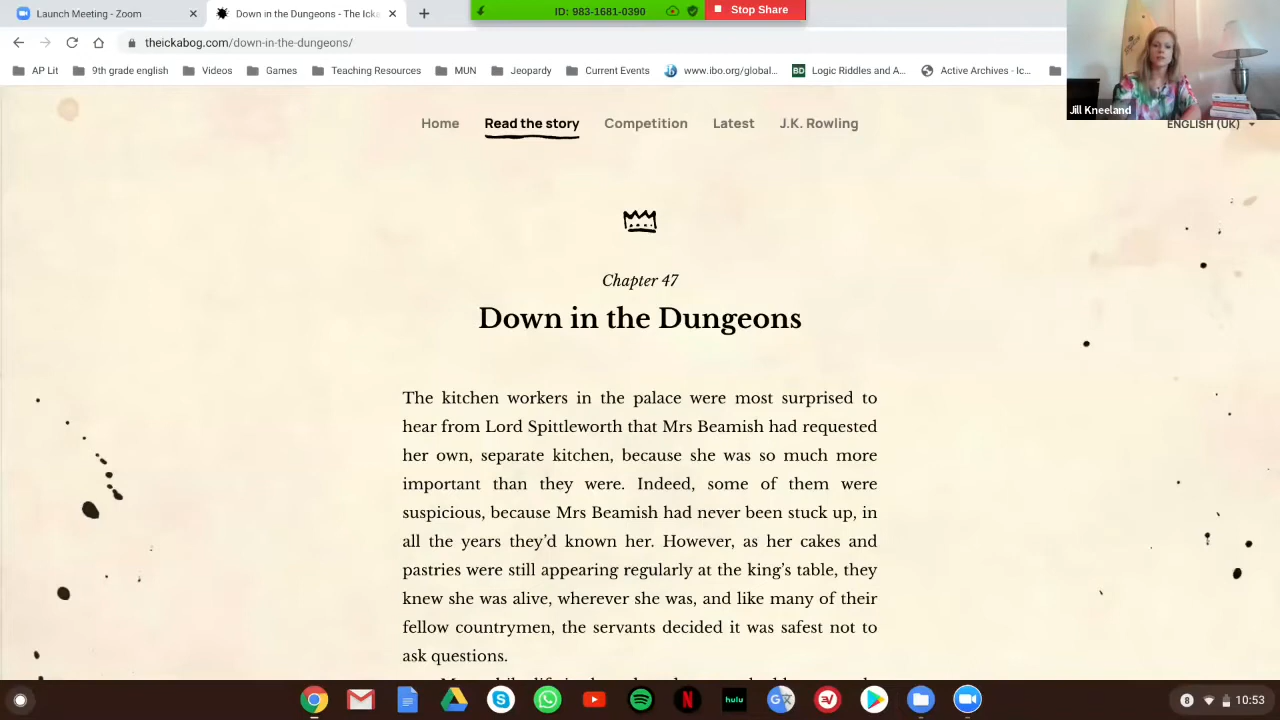 Launch Meeting - Zoom
Down in the Dungeons - The Icka
ID: 983-1681-0390
Stop Share
theickabog.com/down-in-the-dungeons/
AP Lit
9th grade english
Videos
Games
Teaching Resources
MUN
Jeopardy
Current Events
www.ibo.org/global...
BD
Logic Riddles and A...
Active Archives - Ic...
Jill Kneeland
Home
Read the story
Competition
Latest
J.K. Rowling
ENGLISH (UK)
Chapter 47
Down in the Dungeons
The kitchen workers in the palace were most surprised to
hear from Lord Spittleworth that Mrs Beamish had requested
her own, separate kitchen, because she was so much more
important than they were. Indeed, some of them were
suspicious, because Mrs Beamish had never been stuck up, in
all the years they’d known her. However, as her cakes and
pastries were still appearing regularly at the king’s table, they
knew she was alive, wherever she was, and like many of their
fellow countrymen, the servants decided it was safest not to
ask questions.
hulu
8
10:53